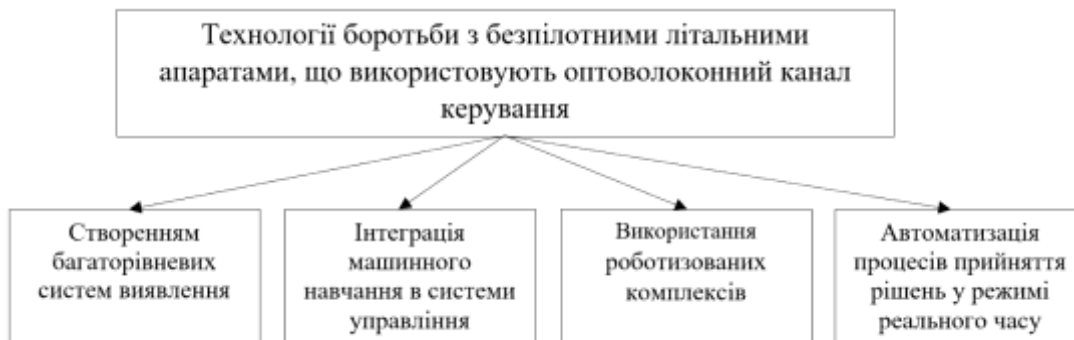 Технології боротьби з безпілотними літальними
апаратами, що використовують оптоволоконний канал
керування
Створенням
багаторівневих
систем виявлення
Інтеграція
машинного
навчання в системи
управління
Використання
роботизованих
комплексів
Автоматизація
процесів прийняття
рішень у режимі
реального часу